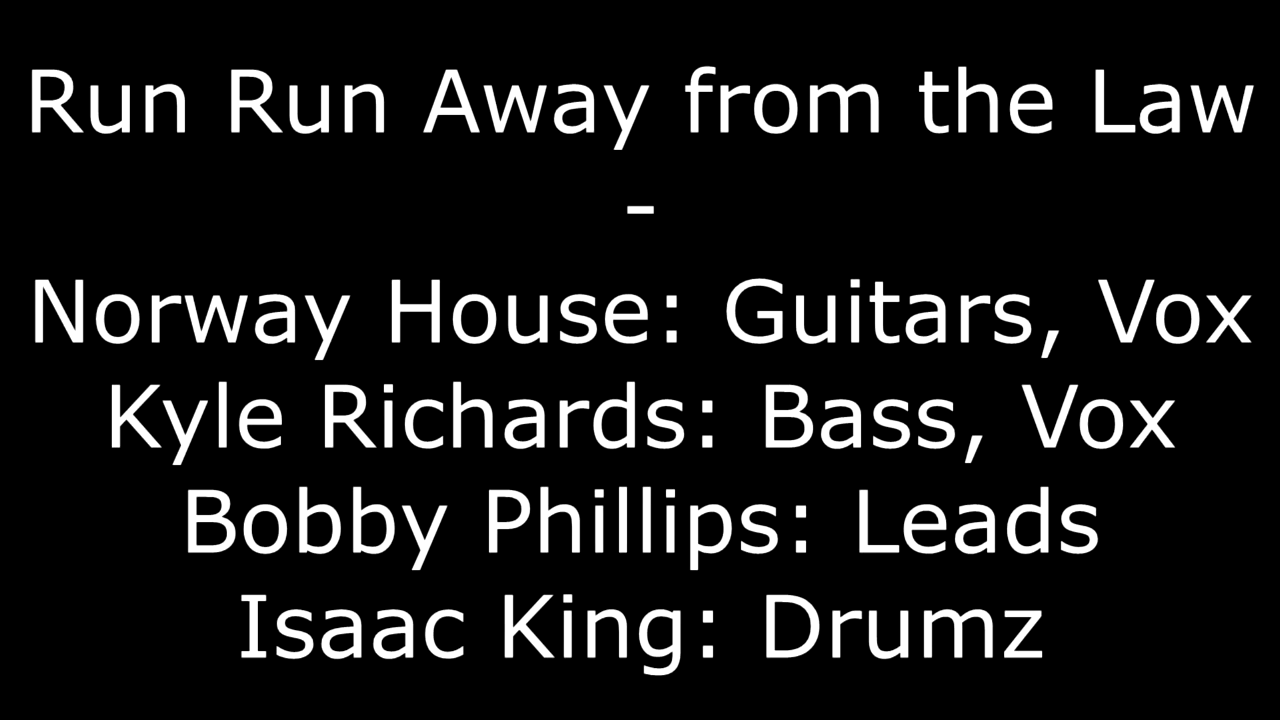 Run Run Away from the Law
-
Norway House: Guitars, Vox
Kyle Richards: Bass, Vox
Bobby Phillips: Leads
Isaac King: Drumz